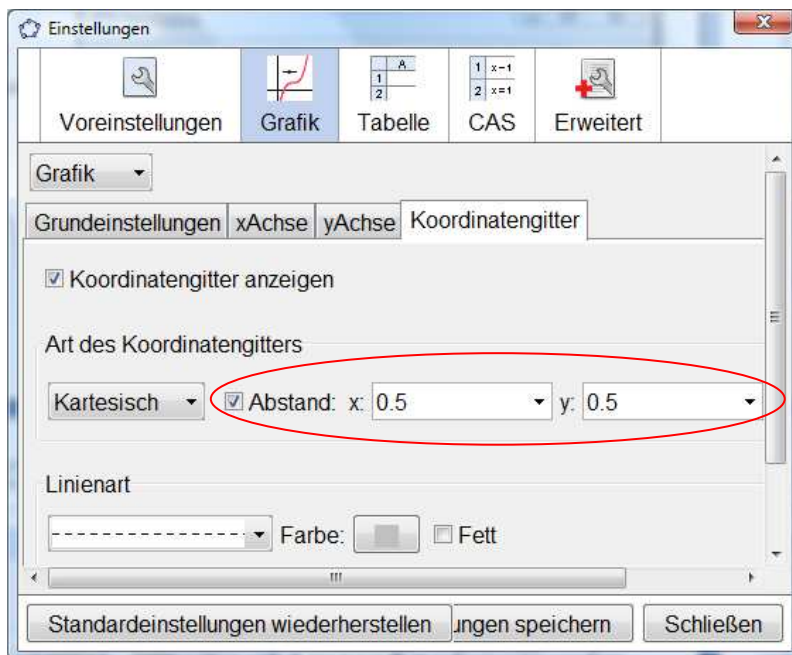 Einstellungen
Voreinstellungen Grafik Tabelle CAS Erweitert
Grafik
Grundeinstellungen xAchse yAchse Koordinatengitter
Koordinatengitter anzeigen
Art des Koordinatengitters
Kartesisch Abstand: x: 0.5 y: 0.5
Linienart
Farbe: Fett
Standardeinstellungen wiederherstellen ungen speichern Schließen